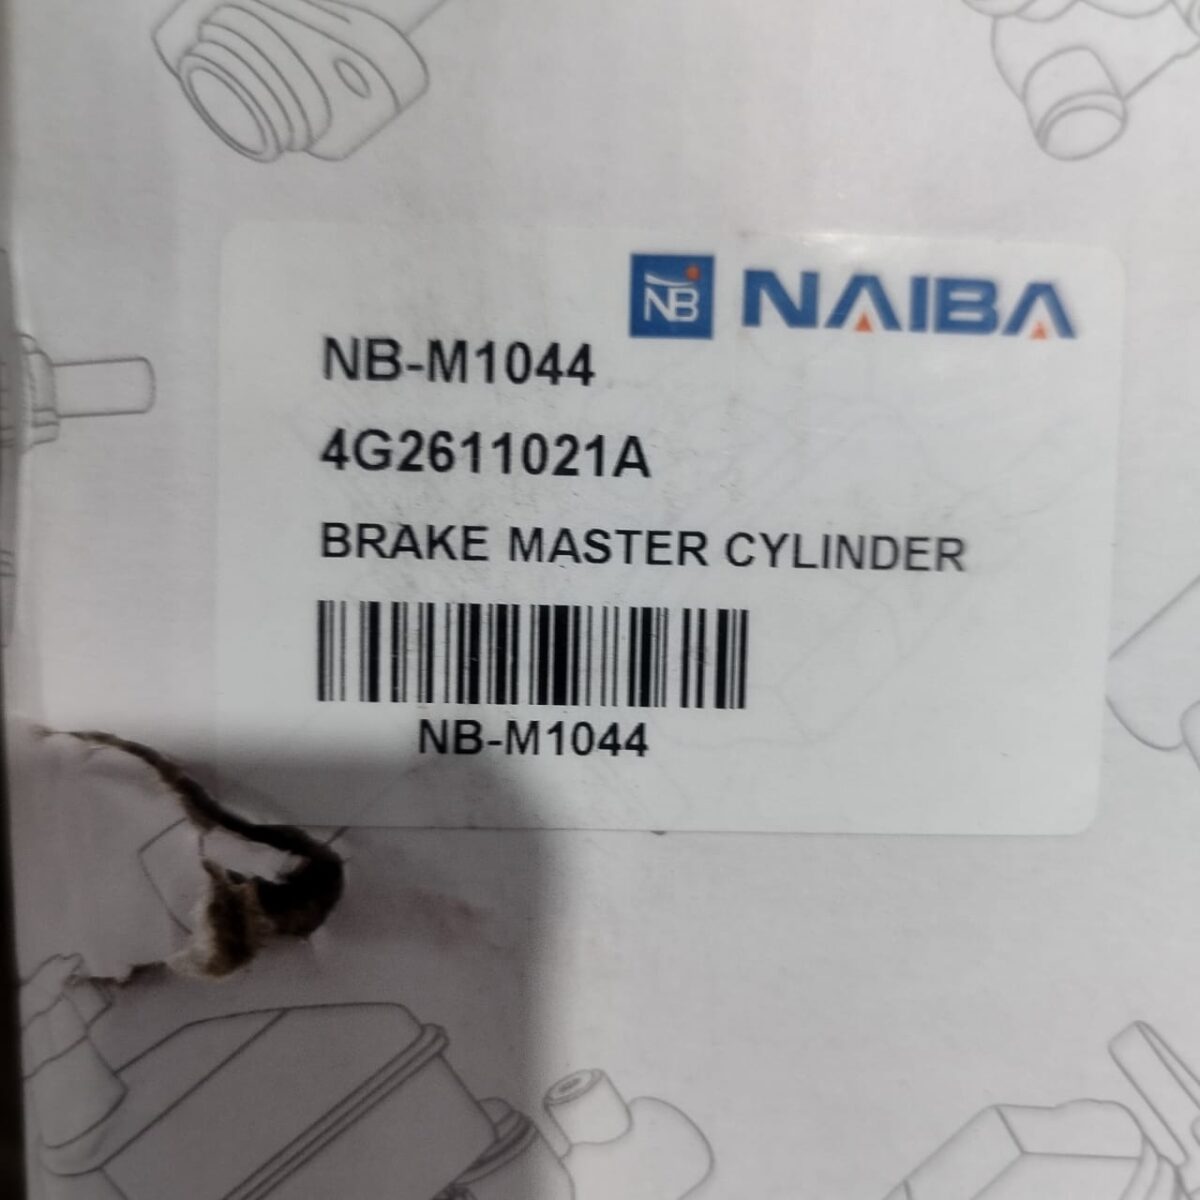 NB NAIBA
NB-M1044
4G2611021A
BRAKE MASTER CYLINDER
NB-M1044